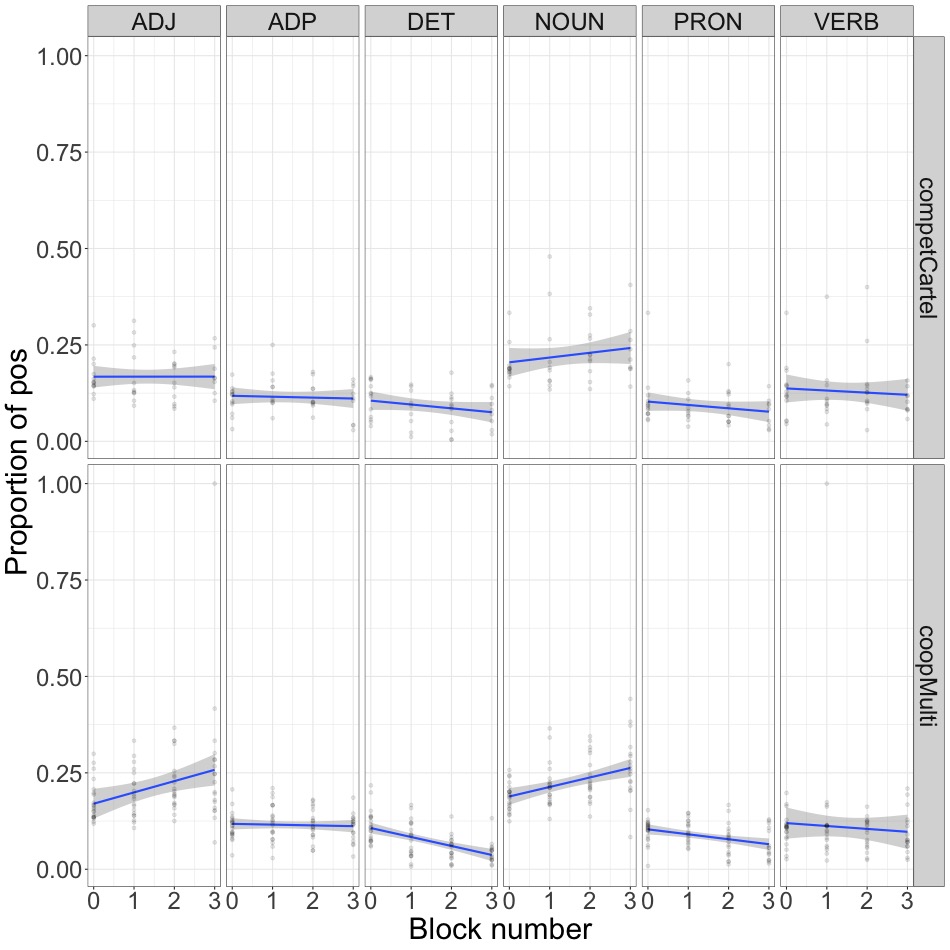 ADJ ADP DET NOUN PRON VERB
1.00
0.75
0.50
0.25
0.00
competCartel
1.00
0.75
0.50
0.25
0.00
coopMulti
Proportion of pos
0 1 2 3 0 1 2 3 0 1 2 3 0 1 2 3 0 1 2 3 0 1 2 3
Block number